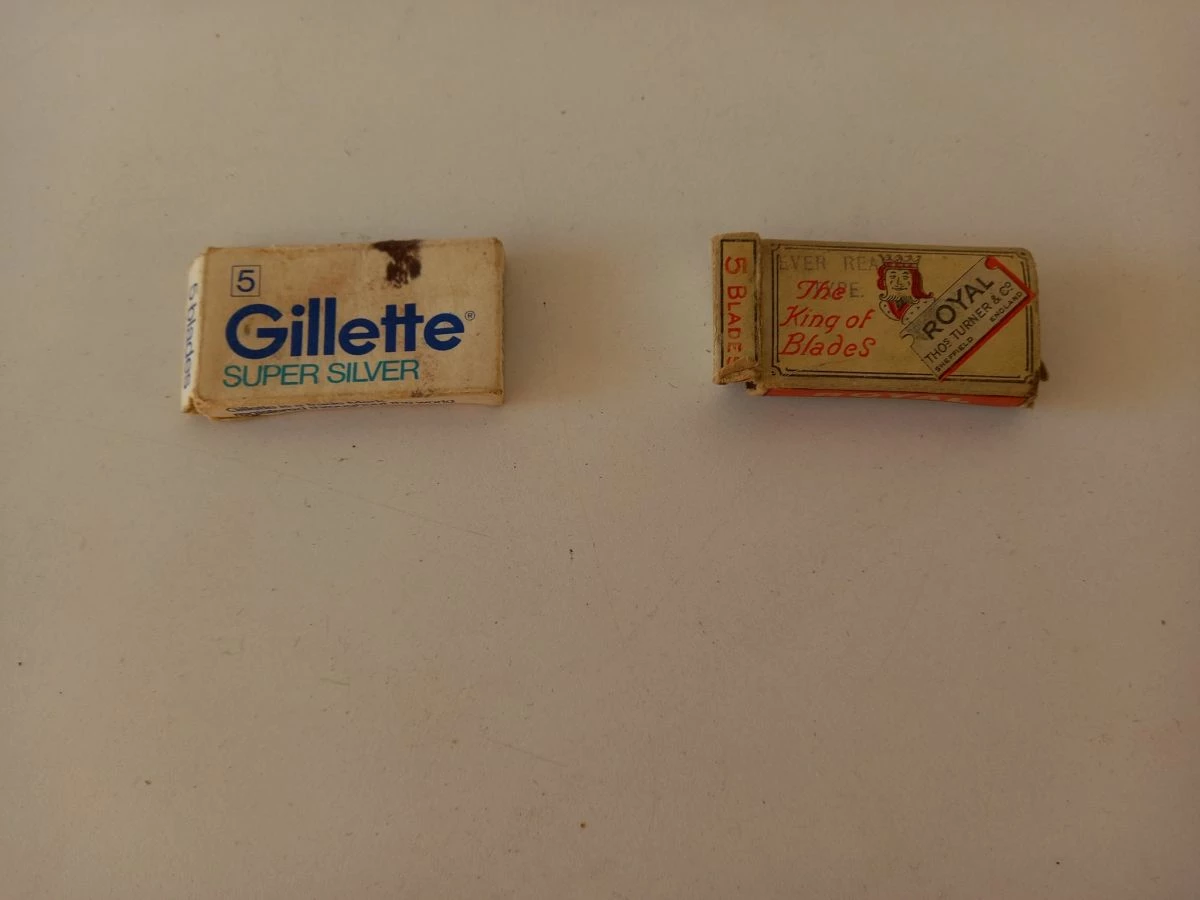 5
Gillette®
SUPER SILVER
5 blades
5 BLADES
EVER REA
The
King of
Blades
ROYAL
THOS TURNER & CO
SHEFFIELD ENGLAND
ROYAL